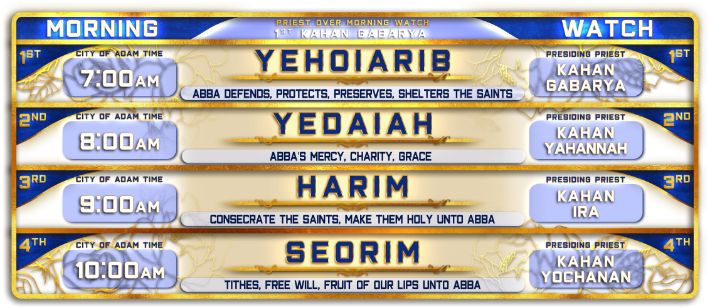 MORNING
PRIEST OVER MORNING WATCH
1ST KAHAN GABARYA
WATCH
1ST
CITY OF ADAM TIME
7:00AM
YEHOIARIB
ABBA DEFENDS, PROTECTS, PRESERVES, SHELTERS THE SAINTS
PRESIDING PRIEST
KAHAN
GABARYA
1ST
2ND
CITY OF ADAM TIME
8:00AM
YEDAIAH
ABBA'S MERCY, CHARITY, GRACE
PRESIDING PRIEST
KAHAN
YAHANNAH
2ND
3RD
CITY OF ADAM TIME
9:00AM
HARIM
CONSECRATE THE SAINTS, MAKE THEM HOLY UNTO ABBA
PRESIDING PRIEST
KAHAN
IRA
3RD
4TH
CITY OF ADAM TIME
10:00AM
SEORIM
TITHES, FREE WILL, FRUIT OF OUR LIPS UNTO ABBA
PRESIDING PRIEST
KAHAN
YOCHANAN
4TH